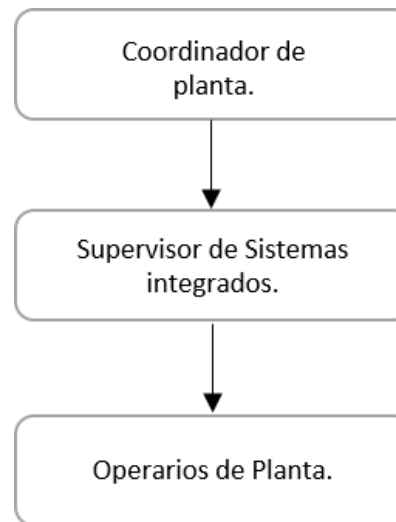 Coordinador de
planta.
Supervisor de Sistemas
integrados.
Operarios de Planta.